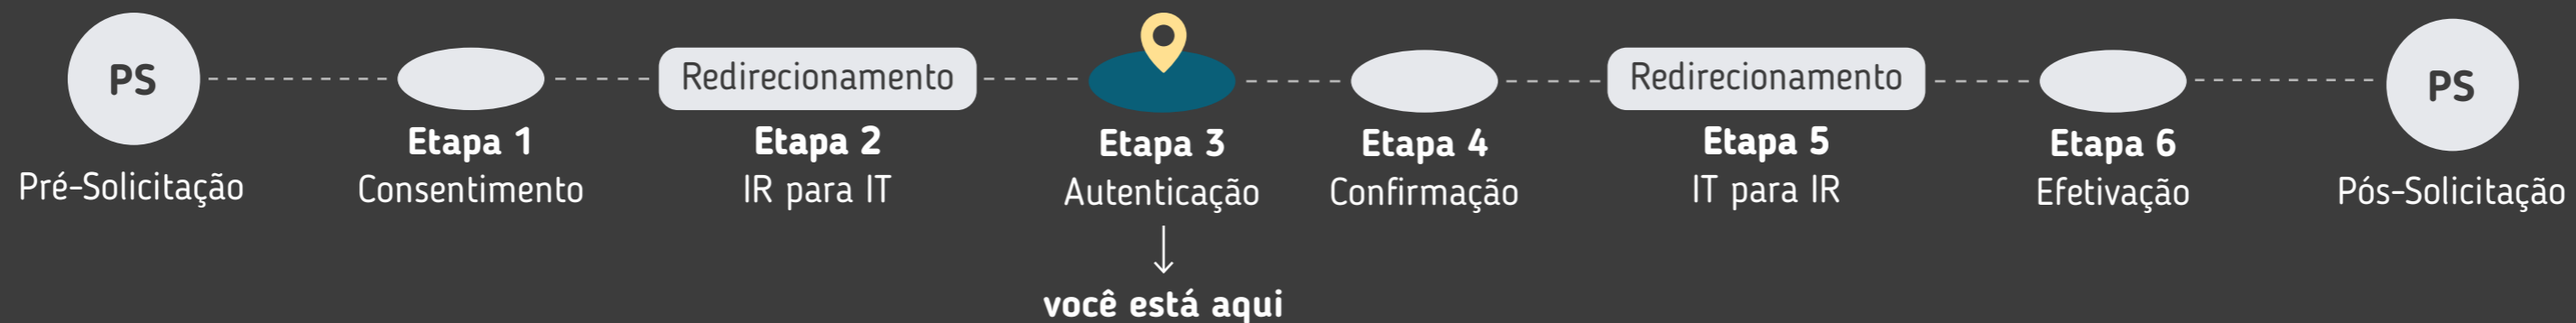 PS
Pré-Solicitação
Etapa 1
Consentimento
Redirecionamento
Etapa 2
IR para IT
Etapa 3
Autenticação
você está aqui
Etapa 4
Confirmação
Redirecionamento
Etapa 5
IT para IR
Etapa 6
Efetivação
PS
Pós-Solicitação